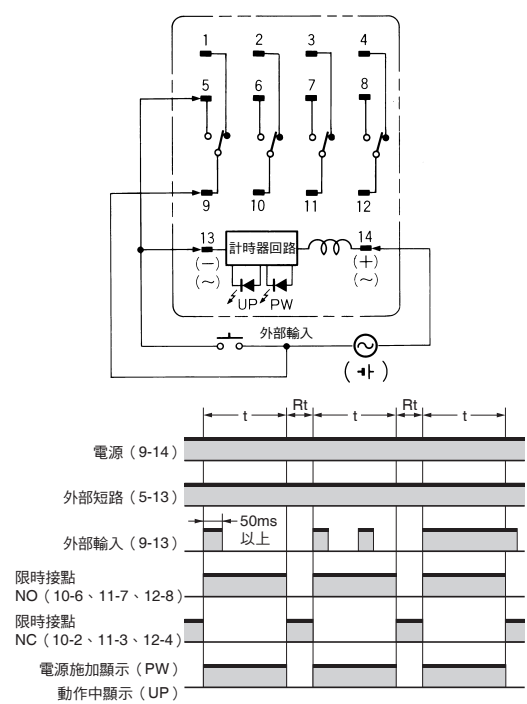 1 2 3 4
5 6 7 8
9 10 11 12
13 計時器回路 14
(−) (+)
(~) (~)
UP PW
外部輸入
( )
t Rt t Rt t
電源（9-14）
外部短路（5-13）
50ms
以上
外部輸入（9-13）
限時接點
NO（10-6、11-7、12-8）
限時接點
NC（10-2、11-3、12-4）
電源施加顯示（PW）
動作中顯示（UP）